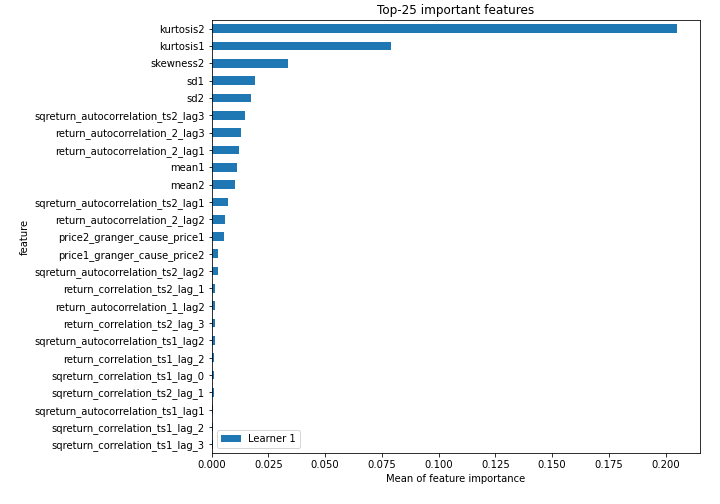 Top-25 important features
kurtosis2
kurtosis1
skewness2
sd1
sd2
sqreturn_autocorrelation_ts2_lag3
return_autocorrelation_2_lag3
return_autocorrelation_2_lag1
mean1
mean2
sqreturn_autocorrelation_ts2_lag1
return_autocorrelation_2_lag2
price2_granger_cause_price1
price1_granger_cause_price2
sqreturn_autocorrelation_ts2_lag2
return_correlation_ts2_lag_1
return_autocorrelation_1_lag2
return_correlation_ts2_lag_3
sqreturn_autocorrelation_ts1_lag2
return_correlation_ts1_lag_2
sqreturn_correlation_ts1_lag_0
sqreturn_correlation_ts2_lag_1
sqreturn_autocorrelation_ts1_lag1
sqreturn_correlation_ts1_lag_2
sqreturn_correlation_ts1_lag_3
feature
Learner 1
0.000 0.025 0.050 0.075 0.100 0.125 0.150 0.175 0.200
Mean of feature importance